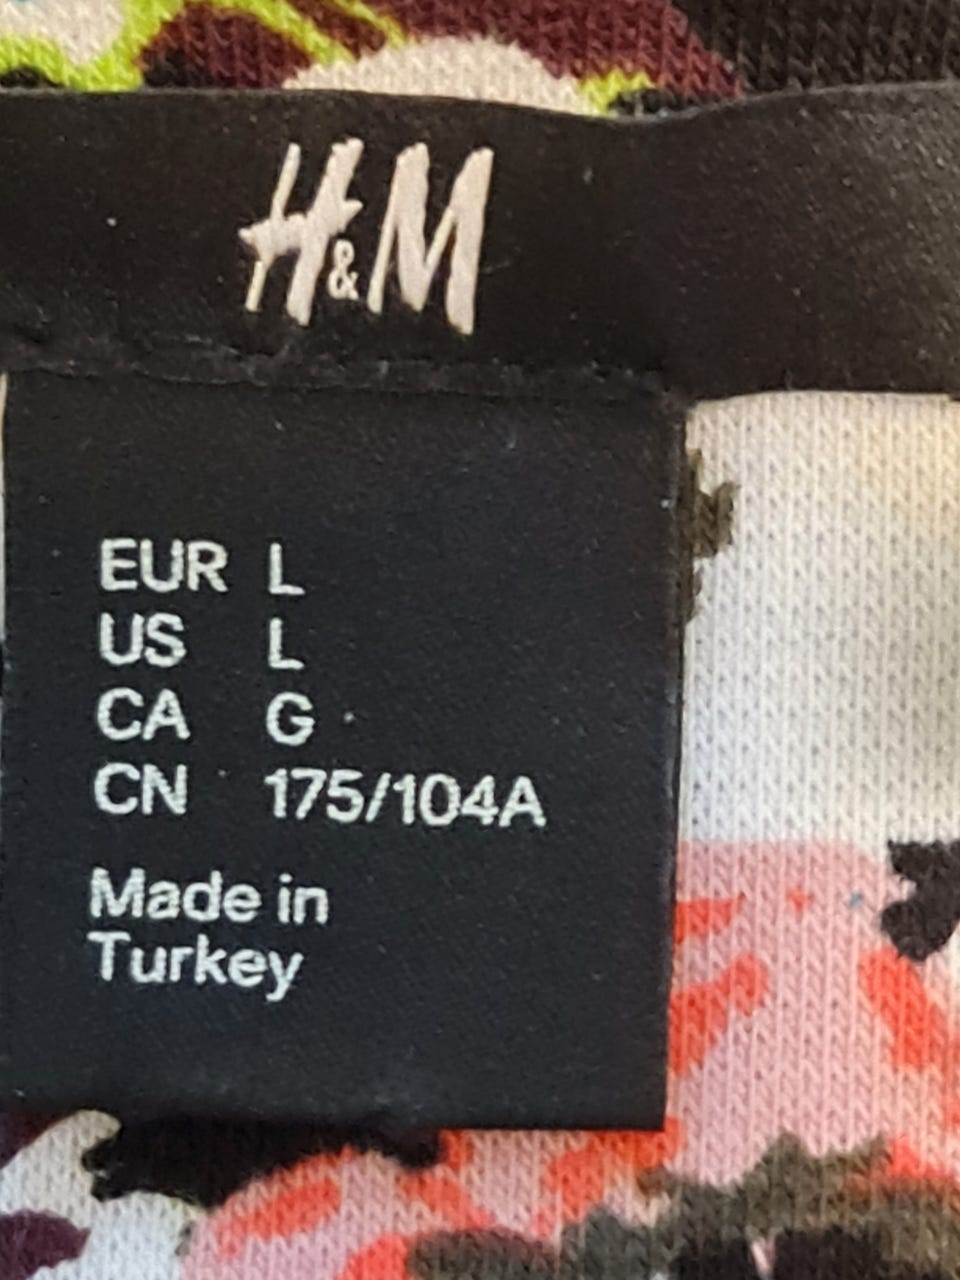 H&M
EUR L
US L
CA G
CN 175/104A
Made in
Turkey